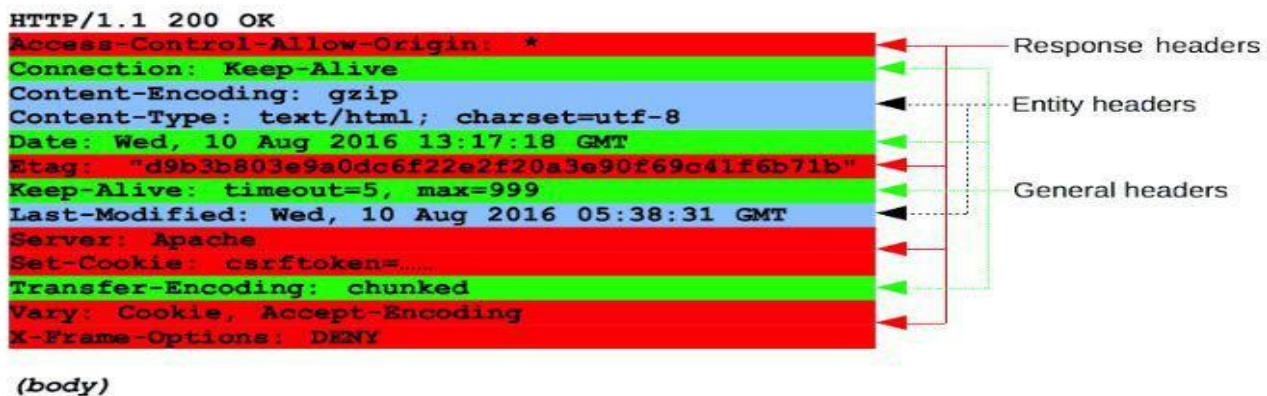 HTTP/1.1 200 OK
Access-Control-Allow-Origin: *
Response headers
Connection: Keep-Alive
Content-Encoding: gzip
Entity headers
Content-Type: text/html; charset=utf-8
Date: Wed, 10 Aug 2016 13:17:18 GMT
Etag: "d9b3b803e9a0dc6f22e2f20a3e90f69c41f6b71b"
Keep-Alive: timeout=5, max=999
General headers
Last-Modified: Wed, 10 Aug 2016 05:38:31 GMT
Server: Apache
Set-Cookie: csrftoken=……
Transfer-Encoding: chunked
Vary: Cookie, Accept-Encoding
X-Frame-Options: DENY
(body)